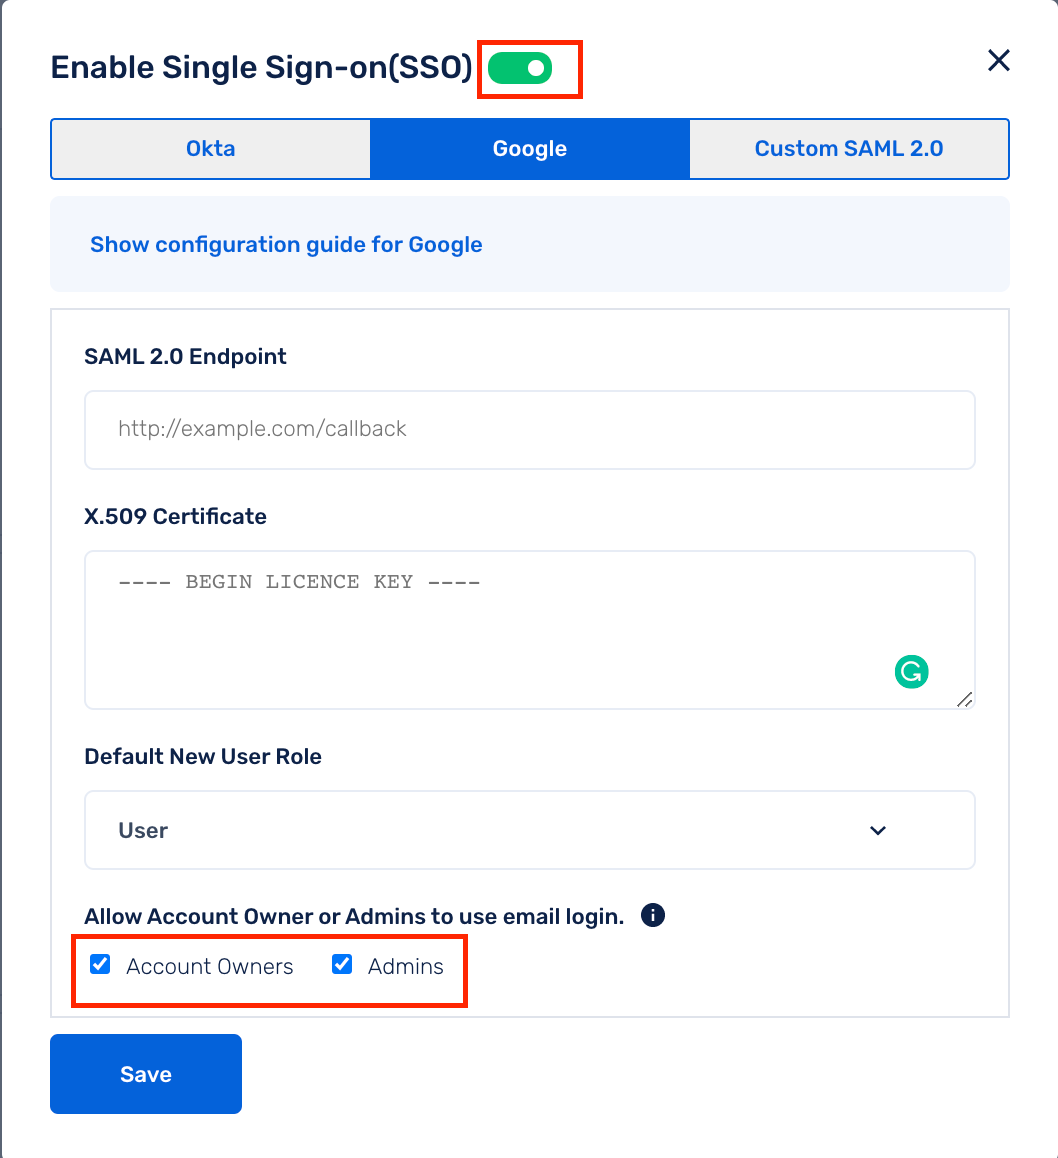 Enable Single Sign-on(SSO)
Okta
Google
Custom SAML 2.0
Show configuration guide for Google
SAML 2.0 Endpoint
http://example.com/callback
X.509 Certificate
---- BEGIN LICENCE KEY ----
Default New User Role
User
Allow Account Owner or Admins to use email login.
Account Owners
Admins
Save